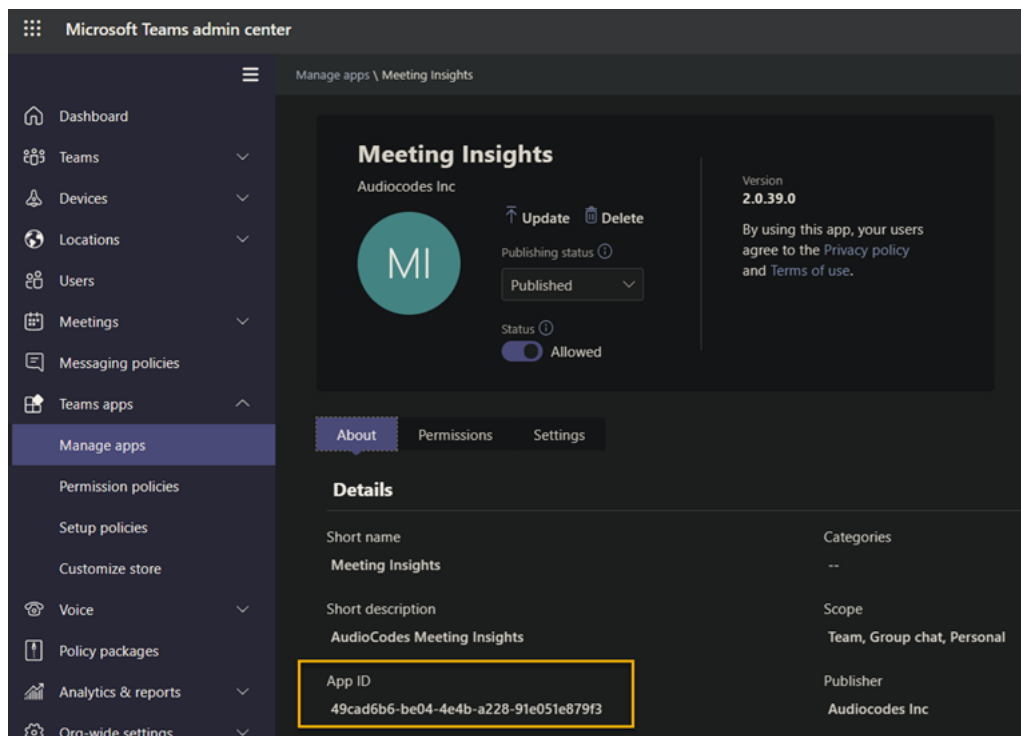 Microsoft Teams admin center
Manage apps \ Meeting Insights
Dashboard
Teams
Devices
Locations
Users
Meetings
Messaging policies
Teams apps
Manage apps
Permission policies
Setup policies
Customize store
Voice
Policy packages
Analytics & reports
Org-wide settings
Meeting Insights
Audiocodes Inc
MI
Update Delete
Publishing status
Published
Status
Allowed
Version
2.0.39.0
By using this app, your users
agree to the Privacy policy
and Terms of use.
About Permissions Settings
Details
Short name
Meeting Insights
Categories
--
Short description
AudioCodes Meeting Insights
Scope
Team, Group chat, Personal
App ID
49cad6b6-be04-4e4b-a228-91e051e879f3
Publisher
Audiocodes Inc